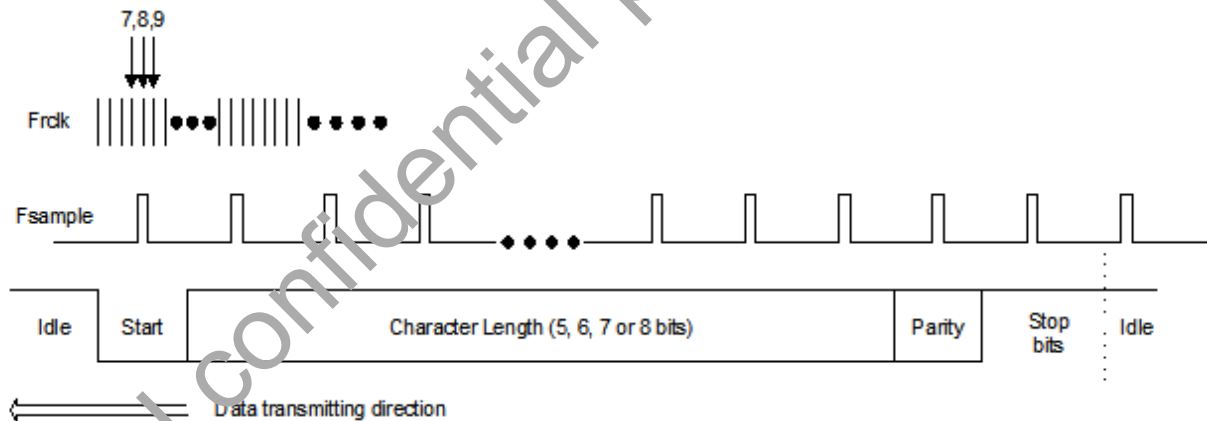 7,8,9
Frclk
Fsample
Idle
Start
Character Length (5, 6, 7 or 8 bits)
Parity
Stop
bits
Idle
Data transmitting direction
confidential